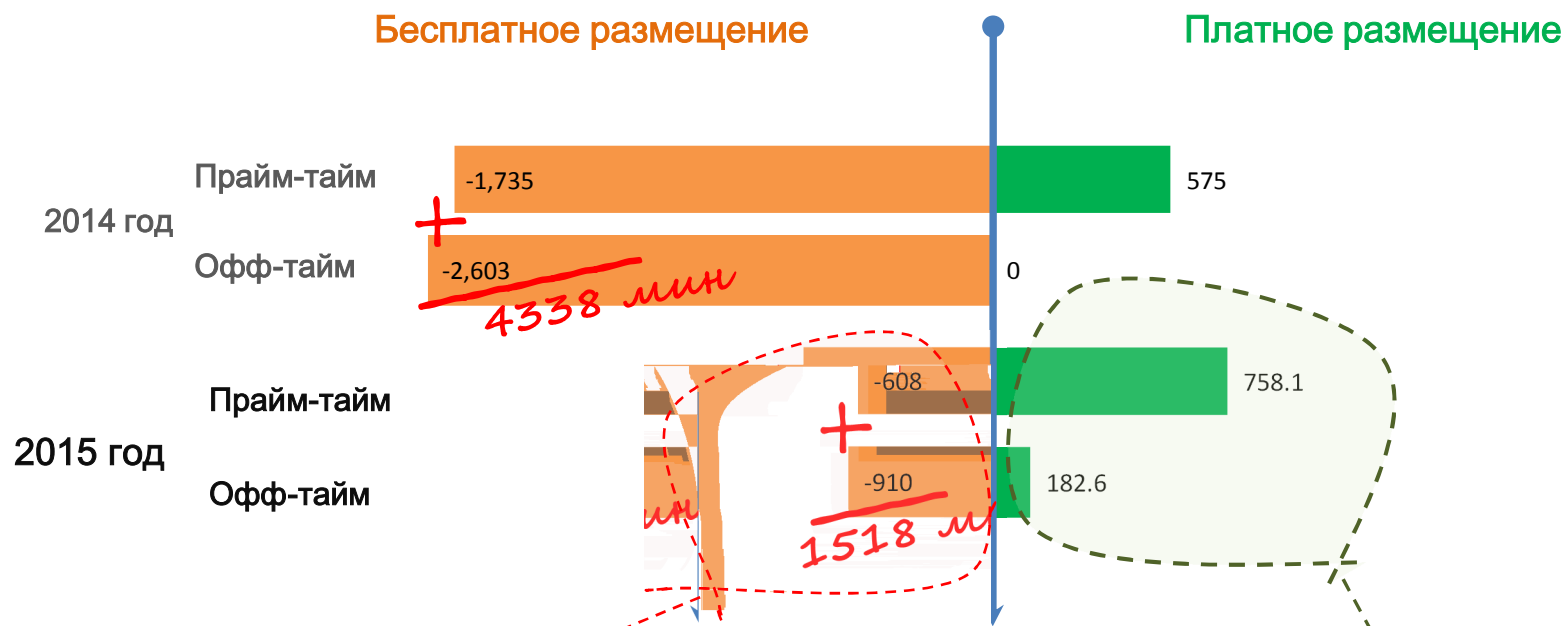 Бесплатное размещение
Платное размещение
2014 год
Прайм-тайм
-1,735
575
+
Офф-тайм
-2,603
0
4338 мин
2015 год
Прайм-тайм
-608
758.1
+
Офф-тайм
-910
182.6
1518 м